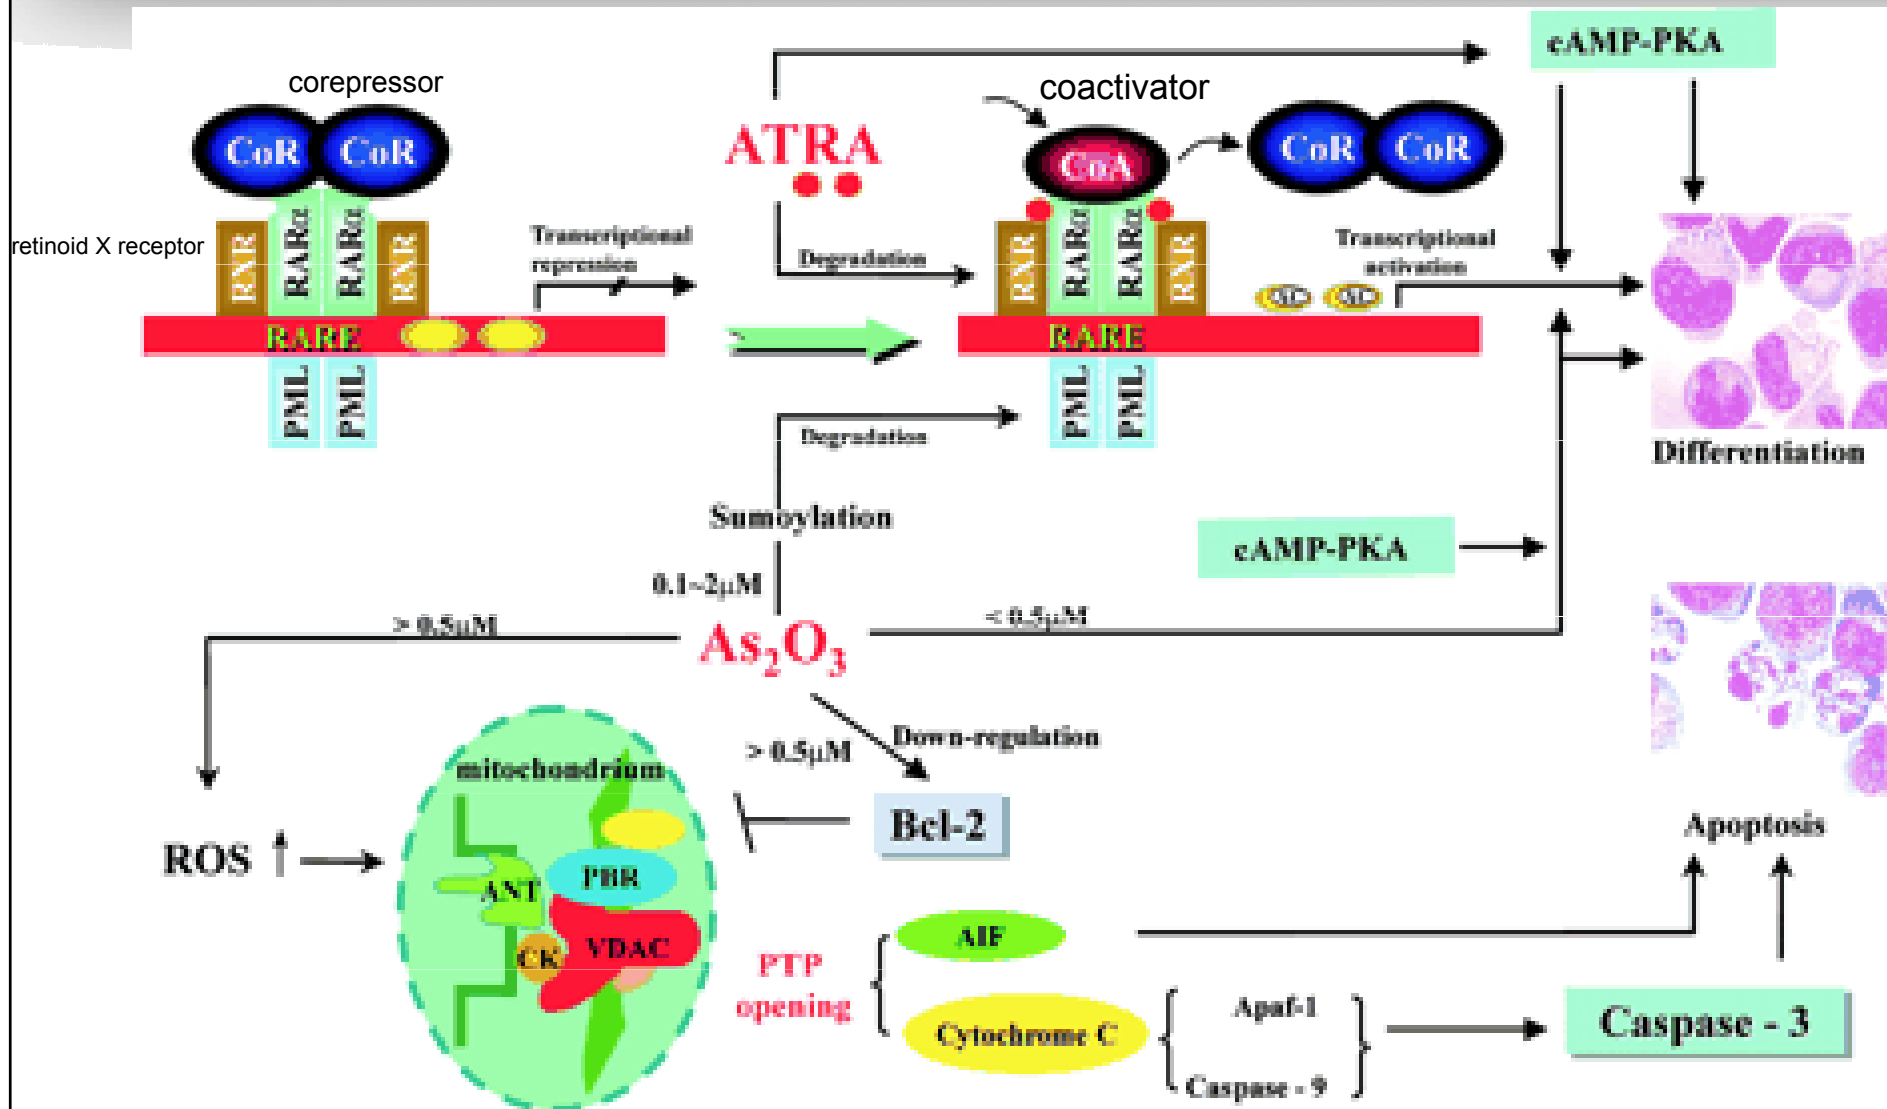 cAMP-PKA
corepressor
coactivator
CoR
CoR
ATRA
CoA
CoR
CoR
retinoid X receptor
RXR
RARα
RARα
RXR
Transcriptional
repression
Degradation
RXR
RARα
RARα
RXR
Transcriptional
activation
RARE
RARE
PML
PML
PML
PML
Degradation
Differentiation
Sumoylation
cAMP-PKA
0.1~2μM
> 0.5μM
As2O3
< 0.5μM
Down-regulation
> 0.5μM
mitochondrium
Bcl-2
Apoptosis
ROS
ANT
PBR
CK
VDAC
PTP
opening
AIF
Cytochrome C
Apaf-1
Caspase - 9
Caspase - 3